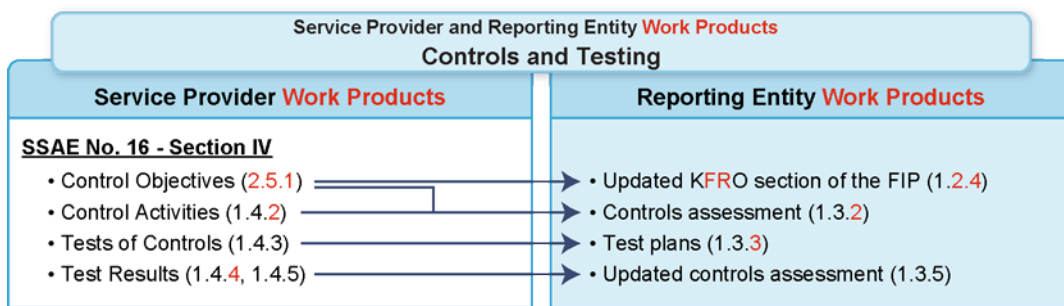 Service Provider and Reporting Entity Work Products
Controls and Testing
Service Provider Work Products
Reporting Entity Work Products
SSAE No. 16 - Section IV
• Control Objectives (2.5.1)
• Control Activities (1.4.2)
• Tests of Controls (1.4.3)
• Test Results (1.4.4, 1.4.5)
• Updated KFRO section of the FIP (1.2.4)
• Controls assessment (1.3.2)
• Test plans (1.3.3)
• Updated controls assessment (1.3.5)